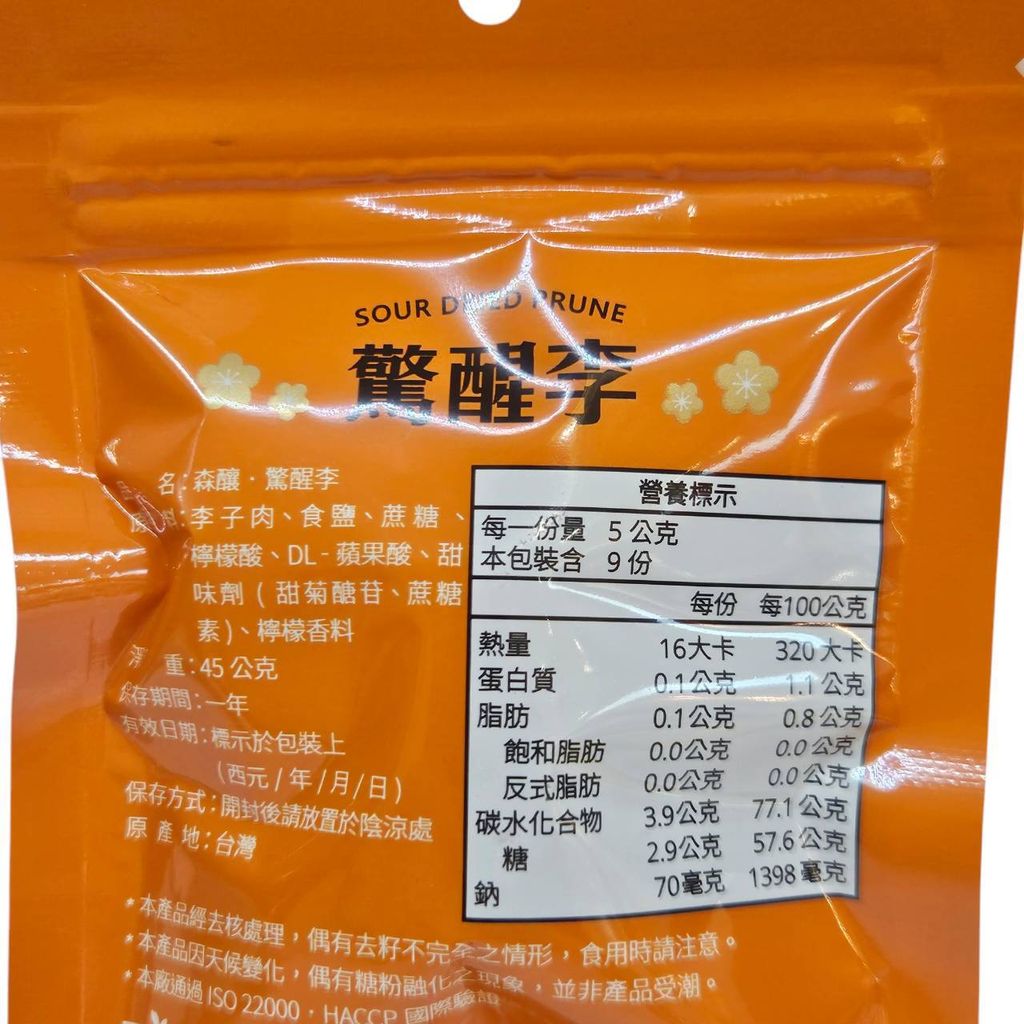 SOUR DRIED PRUNE
驚醒李
品 名：森釀・驚醒李
原 料：李子肉、食鹽、蔗糖、
檸檬酸、DL-蘋果酸、甜
味劑(甜菊醣苷、蔗糖
素)、檸檬香料
淨 重：45公克
保存期間：一年
有效日期：標示於包裝上
(西元/年/月/日)
保存方式：開封後請放置於陰涼處
原產地：台灣
營養標示
每一份量 5公克
本包裝含 9份
每份 每100公克
熱量 16大卡 320大卡
蛋白質 0.1公克 1.1公克
脂肪 0.1公克 0.8公克
飽和脂肪 0.0公克 0.0公克
反式脂肪 0.0公克 0.0公克
碳水化合物 3.9公克 77.1公克
糖 2.9公克 57.6公克
鈉 70毫克 1398毫克
*本產品經去核處理，偶有去籽不完全之情形，食用時請注意。
*本產品因天候變化，偶有糖粉融化之現象，並非產品受潮。
*本廠通過ISO 22000・HACCP 國際驗證